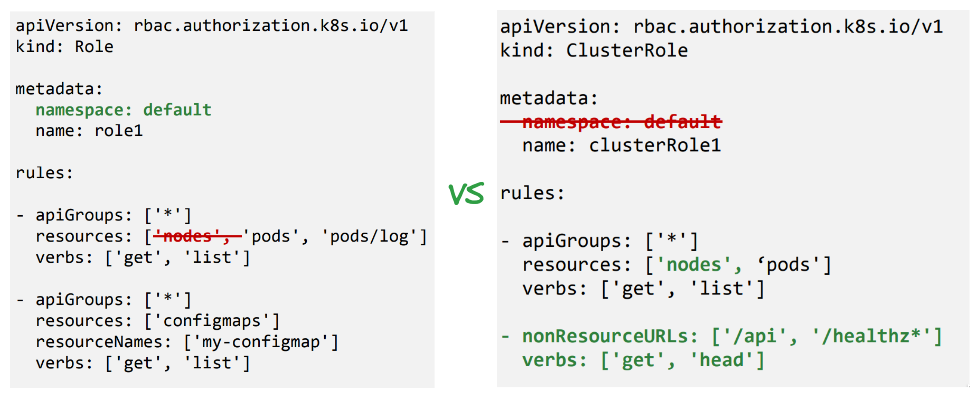 apiVersion: rbac.authorization.k8s.io/v1
kind: Role
metadata:
  namespace: default
  name: role1
rules:
- apiGroups: ['*']
  resources: ['nodes', 'pods', 'pods/log']
  verbs: ['get', 'list']
- apiGroups: ['*']
  resources: ['configmaps']
  resourceNames: ['my-configmap']
  verbs: ['get', 'list']
VS
apiVersion: rbac.authorization.k8s.io/v1
kind: ClusterRole
metadata:
  namespace: default
  name: clusterRole1
rules:
- apiGroups: ['*']
  resources: ['nodes', ‘pods']
  verbs: ['get', 'list']
- nonResourceURLs: ['/api', '/healthz*']
  verbs: ['get', 'head']